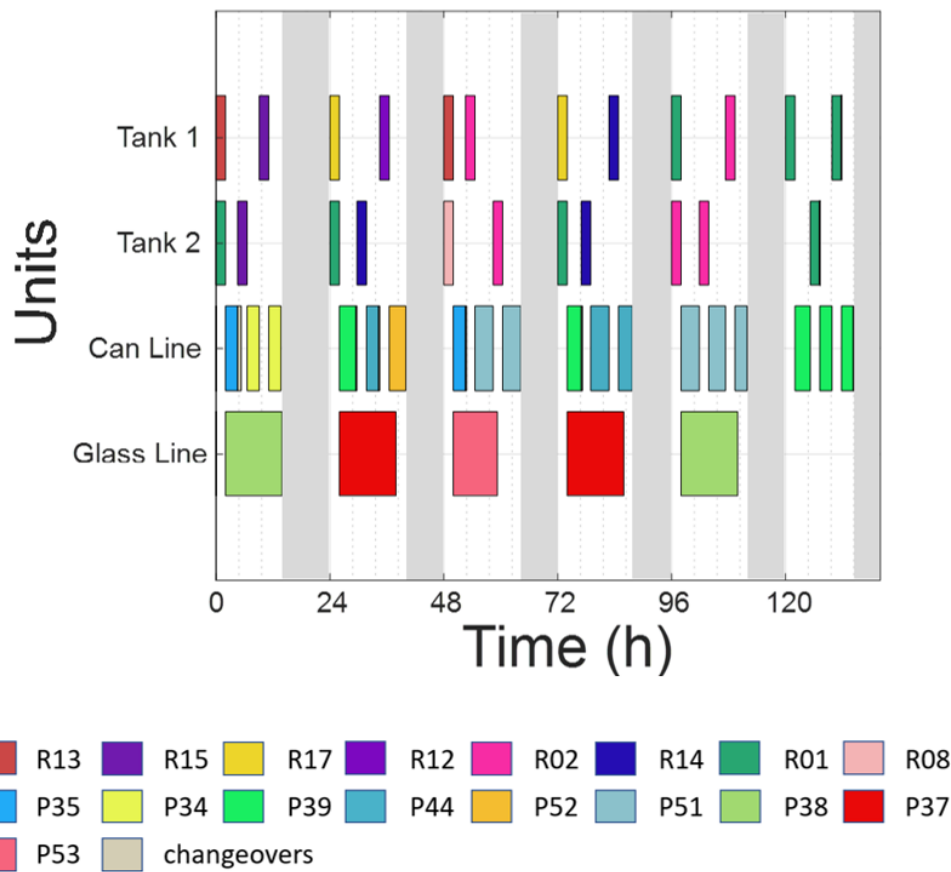 Units
Tank 1
Tank 2
Can Line
Glass Line
0 24 48 72 96 120
Time (h)
R13 R15 R17 R12 R02 R14 R01 R08
P35 P34 P39 P44 P52 P51 P38 P37
P53 changeovers